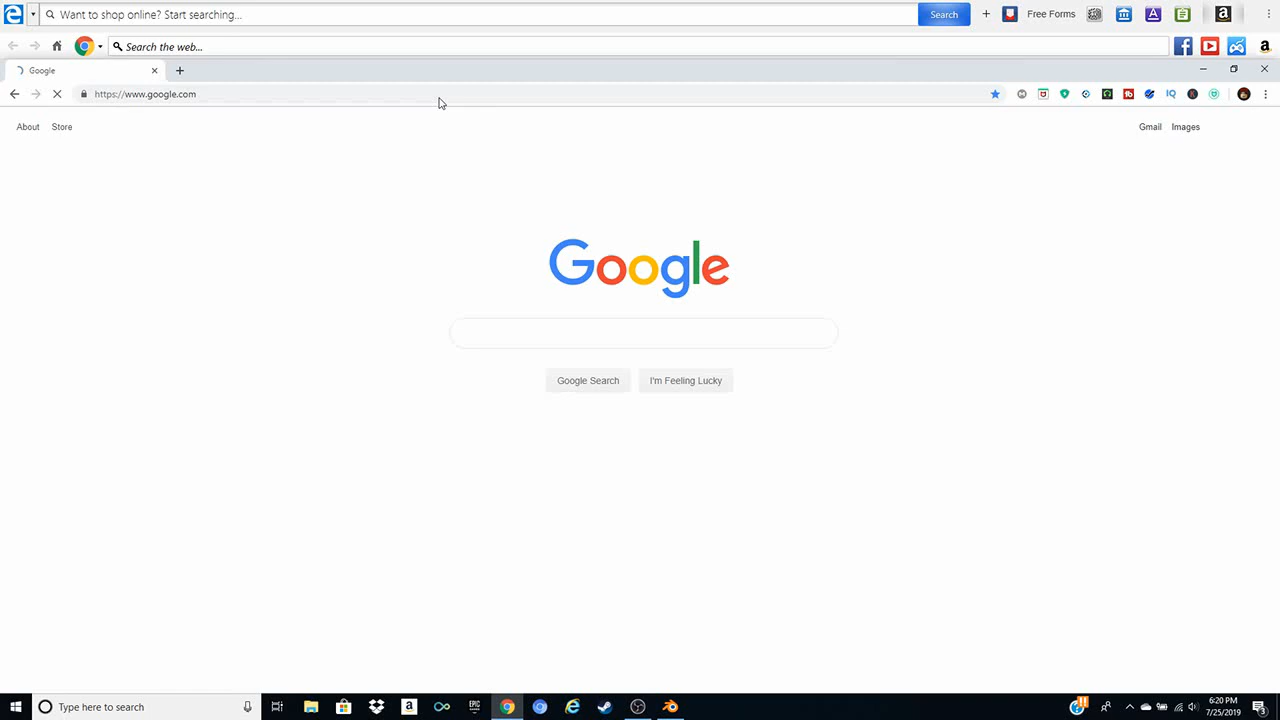 Want to shop online? Start searching...
Search
Free Forms
Search the web...
Google
https://www.google.com
About Store
Gmail Images
Google
Google Search I'm Feeling Lucky
Type here to search
EPIC
6:20 PM
7/25/2019